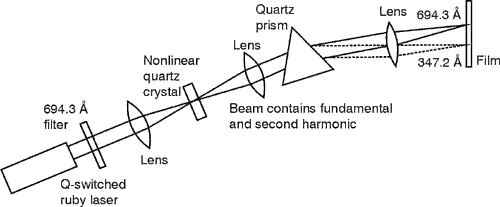 Quartz
prism
Lens
694.3 Å
Nonlinear
quartz
crystal
Lens
347.2 Å
Film
694.3 Å
filter
Beam contains fundamental
and second harmonic
Lens
Q-switched
ruby laser